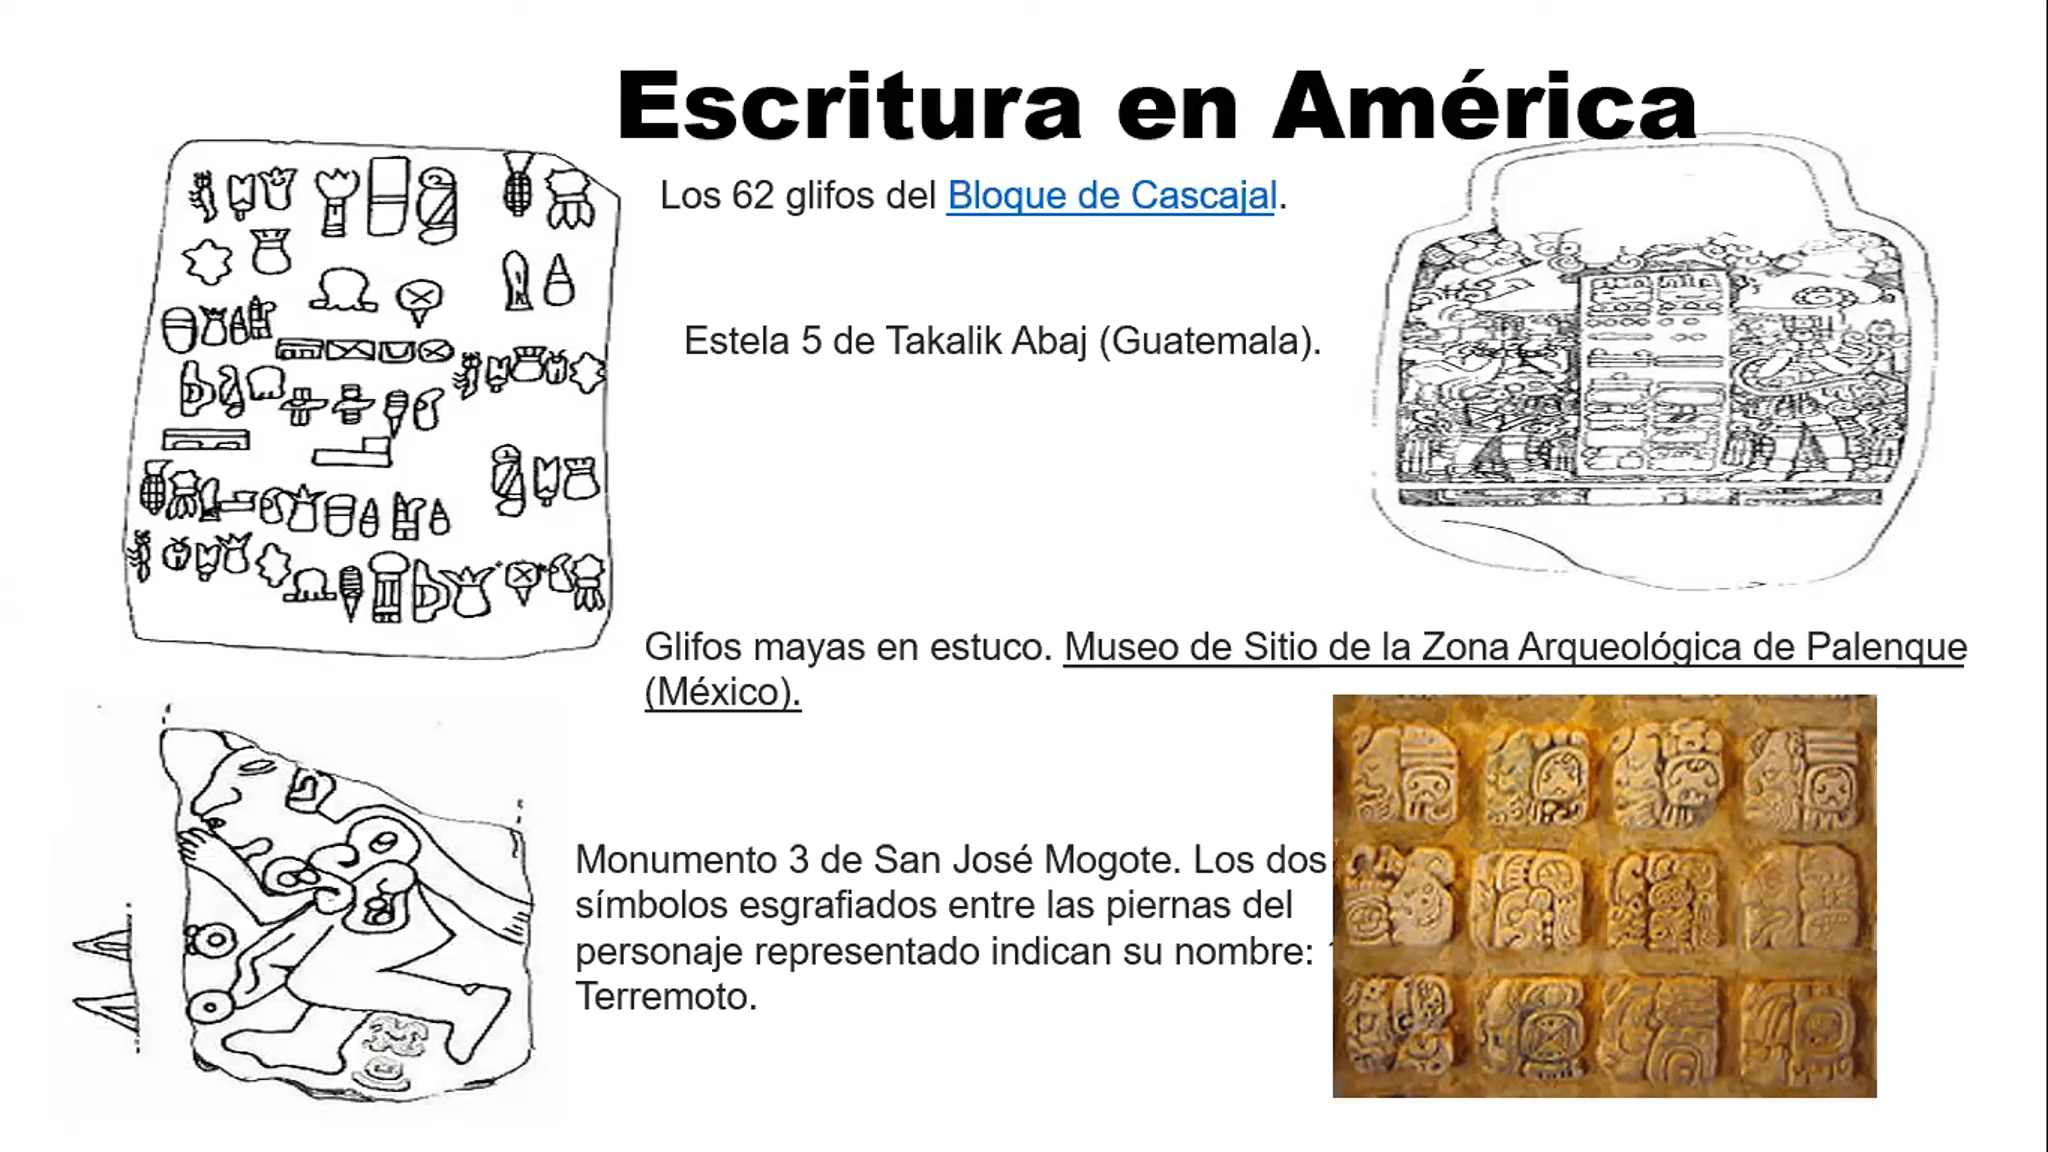 Escritura en América
Los 62 glifos del Bloque de Cascajal.
Estela 5 de Takalik Abaj (Guatemala).
Glifos mayas en estuco. Museo de Sitio de la Zona Arqueológica de Palenque
(México).
Monumento 3 de San José Mogote. Los dos
símbolos esgrafiados entre las piernas del
personaje representado indican su nombre:
Terremoto.